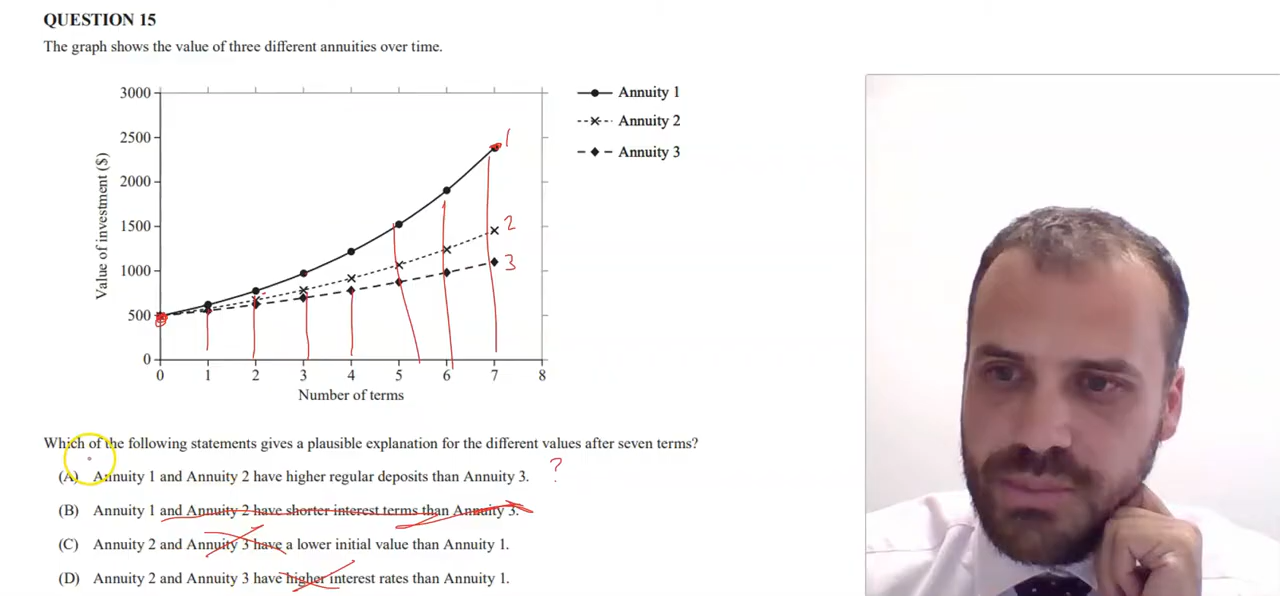 QUESTION 15
The graph shows the value of three different annuities over time.
3000
2500
2000
1500
1000
500
0
Value of investment ($)
0 1 2 3 4 5 6 7 8
Number of terms
Annuity 1
Annuity 2
Annuity 3
1
2
3
Which of the following statements gives a plausible explanation for the different values after seven terms?
(A) Annuity 1 and Annuity 2 have higher regular deposits than Annuity 3. ?
(B) Annuity 1 and Annuity 2 have shorter interest terms than Annuity 3.
(C) Annuity 2 and Annuity 3 have a lower initial value than Annuity 1.
(D) Annuity 2 and Annuity 3 have higher interest rates than Annuity 1.